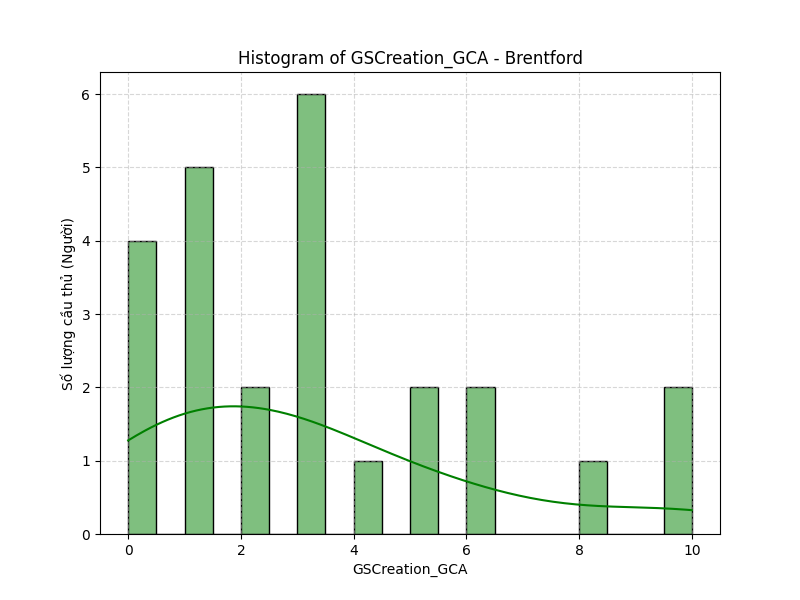 Histogram of GSCreation_GCA - Brentford
Số lượng cầu thủ (Người)
6
5
4
3
2
1
0
0 2 4 6 8 10
GSCreation_GCA